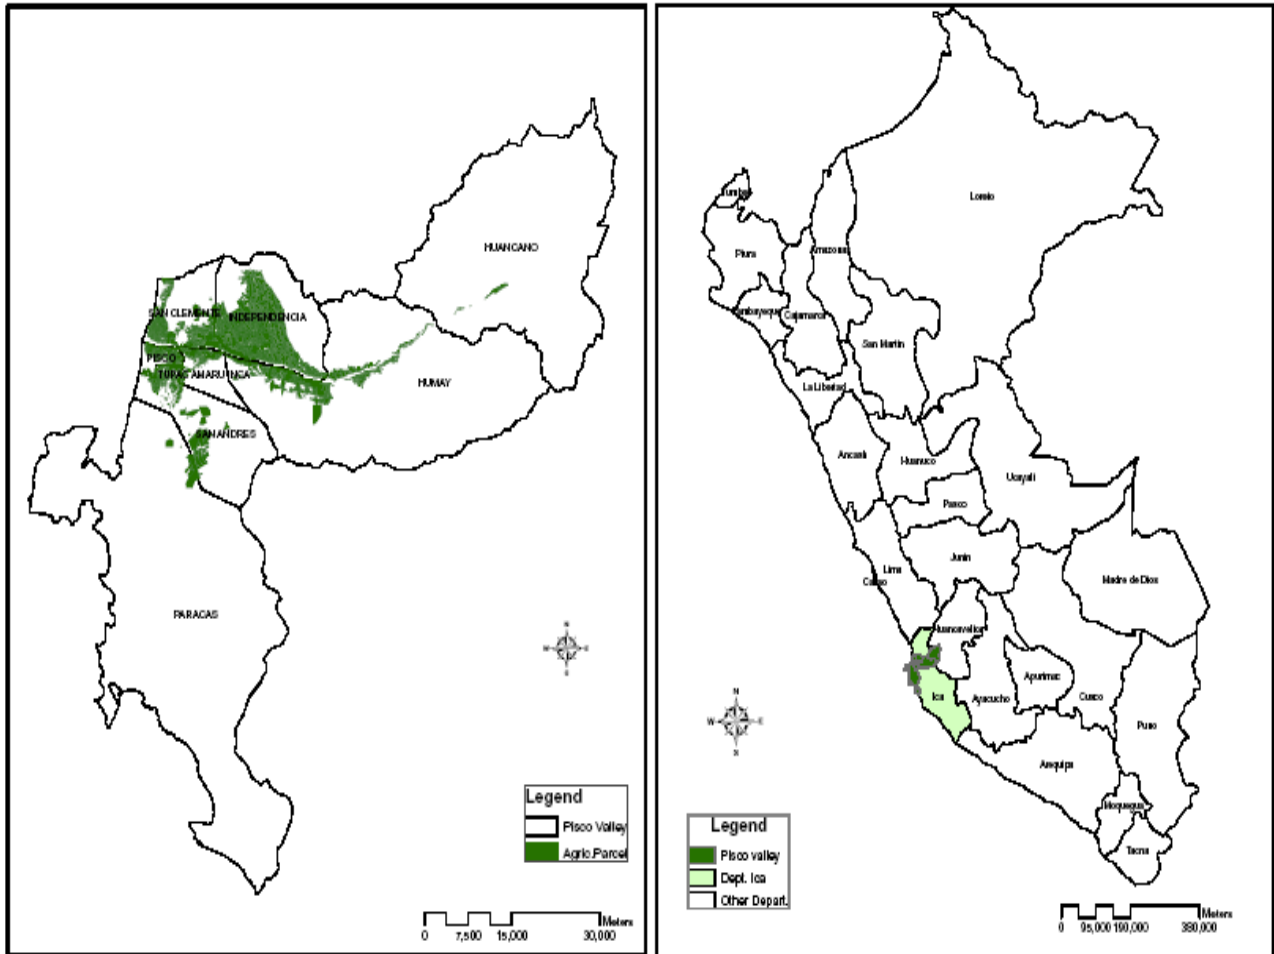 HUANCANO
SAN CLEMENTE
INDEPENDENCIA
PISCO
TUPAC AMARU INCA
HUMAY
SAN ANDRES
PARACAS
N
W E
S
Legend
Pisco Valley
Agric.Parcel
Meters
0 7,500 15,000 30,000
Loreto
Tumbes
Piura
Amazonas
Lambayeque
Cajamarca
San Martin
La Libertad
Ancash
Huanuco
Ucayali
Pasco
Junin
Lima
Callao
Madre de Dios
Huancavelica
Ica
Ayacucho
Apurimac
Cusco
Puno
Arequipa
Moquegua
Tacna
N
W E
S
Legend
Pisco valley
Dept. Ica
Other Depart.
Meters
0 95,000 190,000 380,000